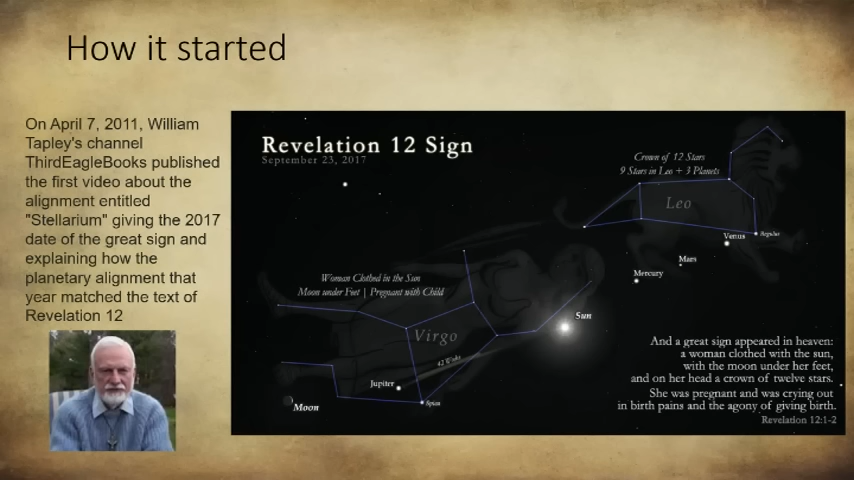 How it started
On April 7, 2011, William
Tapley's channel
ThirdEagleBooks published
the first video about the
alignment entitled
"Stellarium" giving the 2017
date of the great sign and
explaining how the
planetary alignment that
year matched the text of
Revelation 12
Revelation 12 Sign
September 23, 2017
Crown of 12 Stars
9 Stars in Leo + 3 Planets
Leo
Regulus
Venus
Mars
Mercury
Woman Clothed in the Sun
Moon under Feet | Pregnant with Child
Virgo
Sun
42 Wks
Jupiter
Spica
Moon
And a great sign appeared in heaven:
a woman clothed with the sun,
with the moon under her feet,
and on her head a crown of twelve stars.
She was pregnant and was crying out
in birth pains and the agony of giving birth.
Revelation 12:1-2